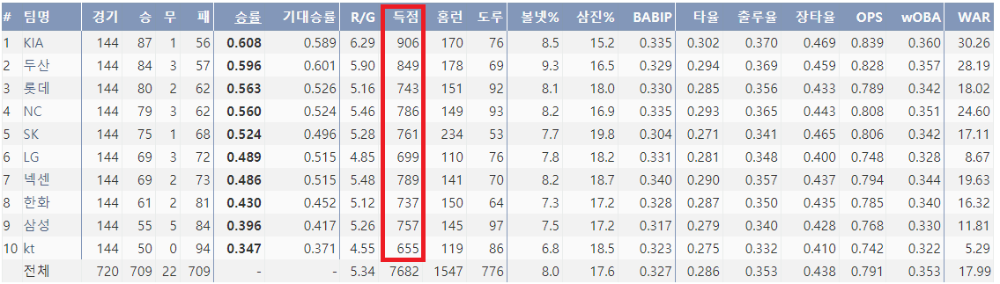 # 팀명 경기 승 무 패 승률 기대승률 R/G 득점 홈런 도루 볼넷% 삼진% BABIP 타율 출루율 장타율 OPS wOBA WAR
1 KIA 144 87 1 56 0.608 0.589 6.29 906 170 76 8.5 15.2 0.335 0.302 0.370 0.469 0.839 0.360 30.26
2 두산 144 84 3 57 0.596 0.601 5.90 849 178 69 9.3 16.5 0.329 0.294 0.369 0.459 0.828 0.357 28.19
3 롯데 144 80 2 62 0.563 0.526 5.16 743 151 92 8.1 18.0 0.330 0.285 0.356 0.433 0.789 0.342 18.02
4 NC 144 79 3 62 0.560 0.524 5.46 786 149 93 8.2 16.9 0.335 0.293 0.365 0.443 0.808 0.351 24.60
5 SK 144 75 1 68 0.524 0.496 5.28 761 234 53 7.7 19.8 0.304 0.271 0.341 0.465 0.806 0.342 17.11
6 LG 144 69 3 72 0.489 0.515 4.85 699 110 76 7.8 18.2 0.331 0.281 0.348 0.400 0.748 0.328 8.67
7 넥센 144 69 2 73 0.486 0.515 5.48 789 141 70 8.2 18.7 0.340 0.290 0.357 0.437 0.794 0.344 19.63
8 한화 144 61 2 81 0.430 0.452 5.12 737 150 64 7.3 17.2 0.328 0.287 0.350 0.435 0.785 0.340 16.32
9 삼성 144 55 5 84 0.396 0.417 5.26 757 145 97 7.5 17.2 0.317 0.279 0.340 0.428 0.768 0.330 11.81
10 kt 144 50 0 94 0.347 0.371 4.55 655 119 86 6.8 18.5 0.323 0.275 0.332 0.410 0.742 0.322 5.29
전체 720 709 22 709 - - 5.34 7682 1547 776 8.0 17.6 0.327 0.286 0.353 0.438 0.791 0.353 17.99